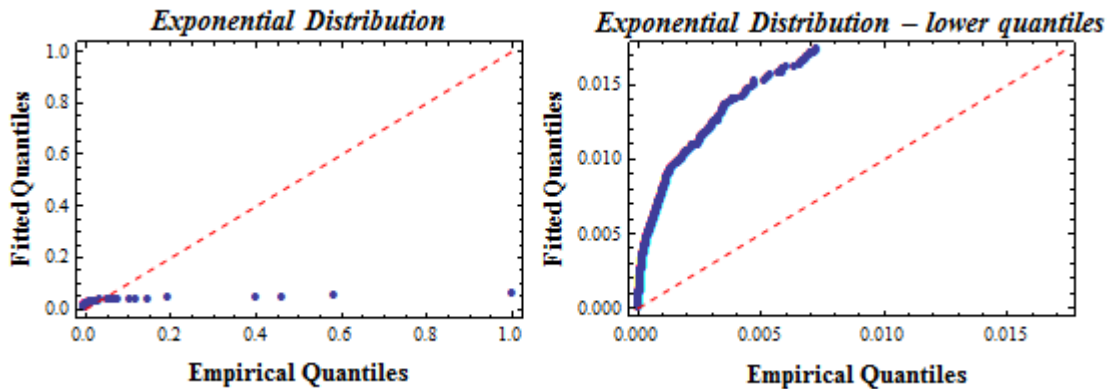 Exponential Distribution
1.0
0.8
0.6
0.4
0.2
0.0
Fitted Quantiles
0.0 0.2 0.4 0.6 0.8 1.0
Empirical Quantiles
Exponential Distribution – lower quantiles
0.015
0.010
0.005
0.000
Fitted Quantiles
0.000 0.005 0.010 0.015
Empirical Quantiles